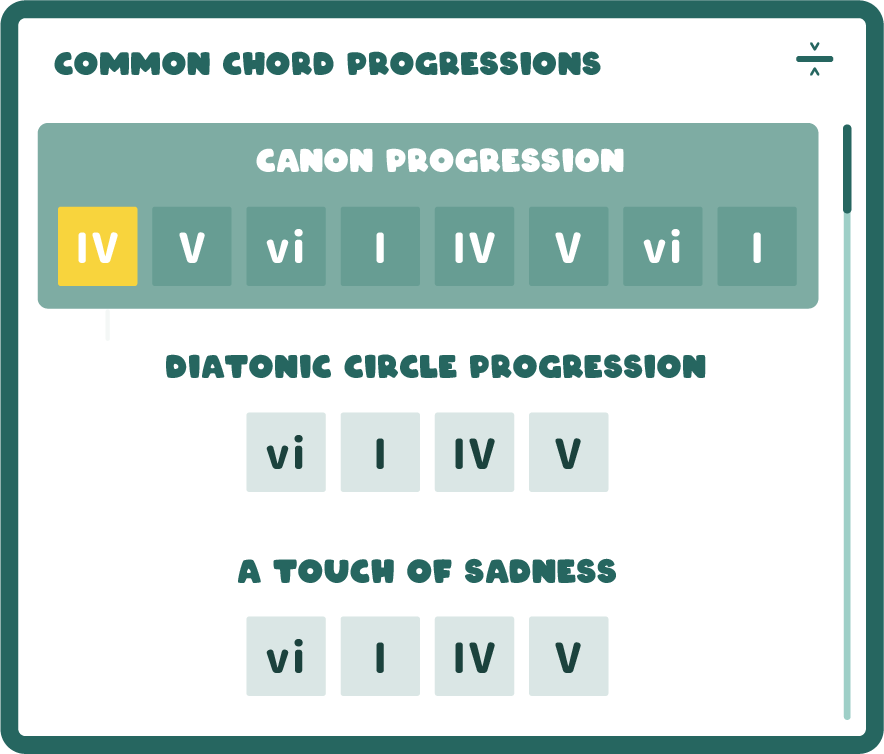 COMMON CHORD PROGRESSIONS
CANON PROGRESSION
IV V vi I IV V vi I
DIATONIC CIRCLE PROGRESSION
vi I IV V
A TOUCH OF SADNESS
vi I IV V